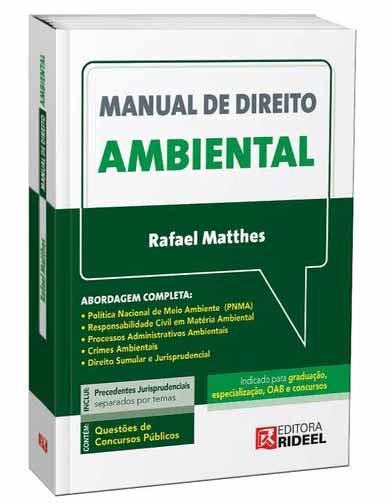 MANUAL DE DIREITO
AMBIENTAL
Rafael Matthes
ABORDAGEM COMPLETA:
• Política Nacional de Meio Ambiente (PNMA)
• Responsabilidade Civil em Matéria Ambiental
• Processos Administrativos Ambientais
• Crimes Ambientais
• Direito Sumular e Jurisprudencial
INCLUI:
Precedentes Jurisprudenciais
separados por temas
CONTÉM:
Questões de
Concursos Públicos
Indicado para graduação,
especialização, OAB e concursos
EDITORA
RIDEEL
MANUAL DE DIREITO AMBIENTAL
Rafael Matthes